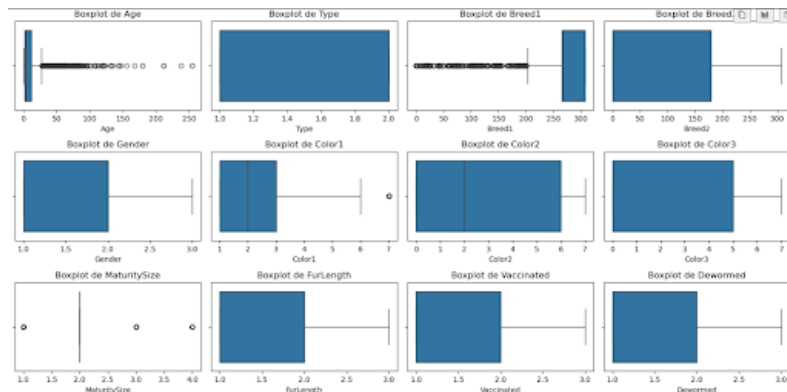 Boxplot de Age
Boxplot de Type
Boxplot de Breed1
Boxplot de
0 50 100 150 200 250
Age
1.0 1.2 1.4 1.6 1.8 2.0
Type
0 50 100 150 200 250 300
Breed1
0 50 100 150 200 250 300
Breed2
Boxplot de Gender
Boxplot de Color1
Boxplot de Color2
Boxplot de Color3
1.0 1.5 2.0 2.5 3.0
Gender
1 2 3 4 5 6 7
Color1
0 1 2 3 4 5 6 7
Color2
0 1 2 3 4 5 6 7
Color3
Boxplot de MaturitySize
Boxplot de FurLength
Boxplot de Vaccinated
Boxplot de Dewormed
1.0 1.5 2.0 2.5 3.0 3.5 4.0
MaturitySize
1.0 1.5 2.0 2.5 3.0
FurLength
1.0 1.5 2.0 2.5 3.0
Vaccinated
1.0 1.5 2.0 2.5 3.0
Dewormed